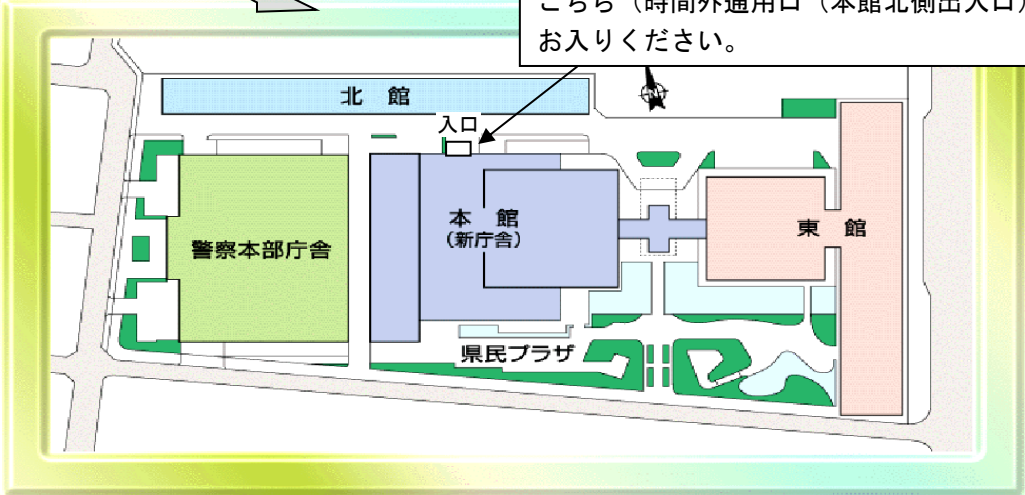 こちら（時間外通用口（本館北側出入口）
お入りください。
北館
入口
本館
（新庁舎）
東館
警察本部庁舎
県民プラザ